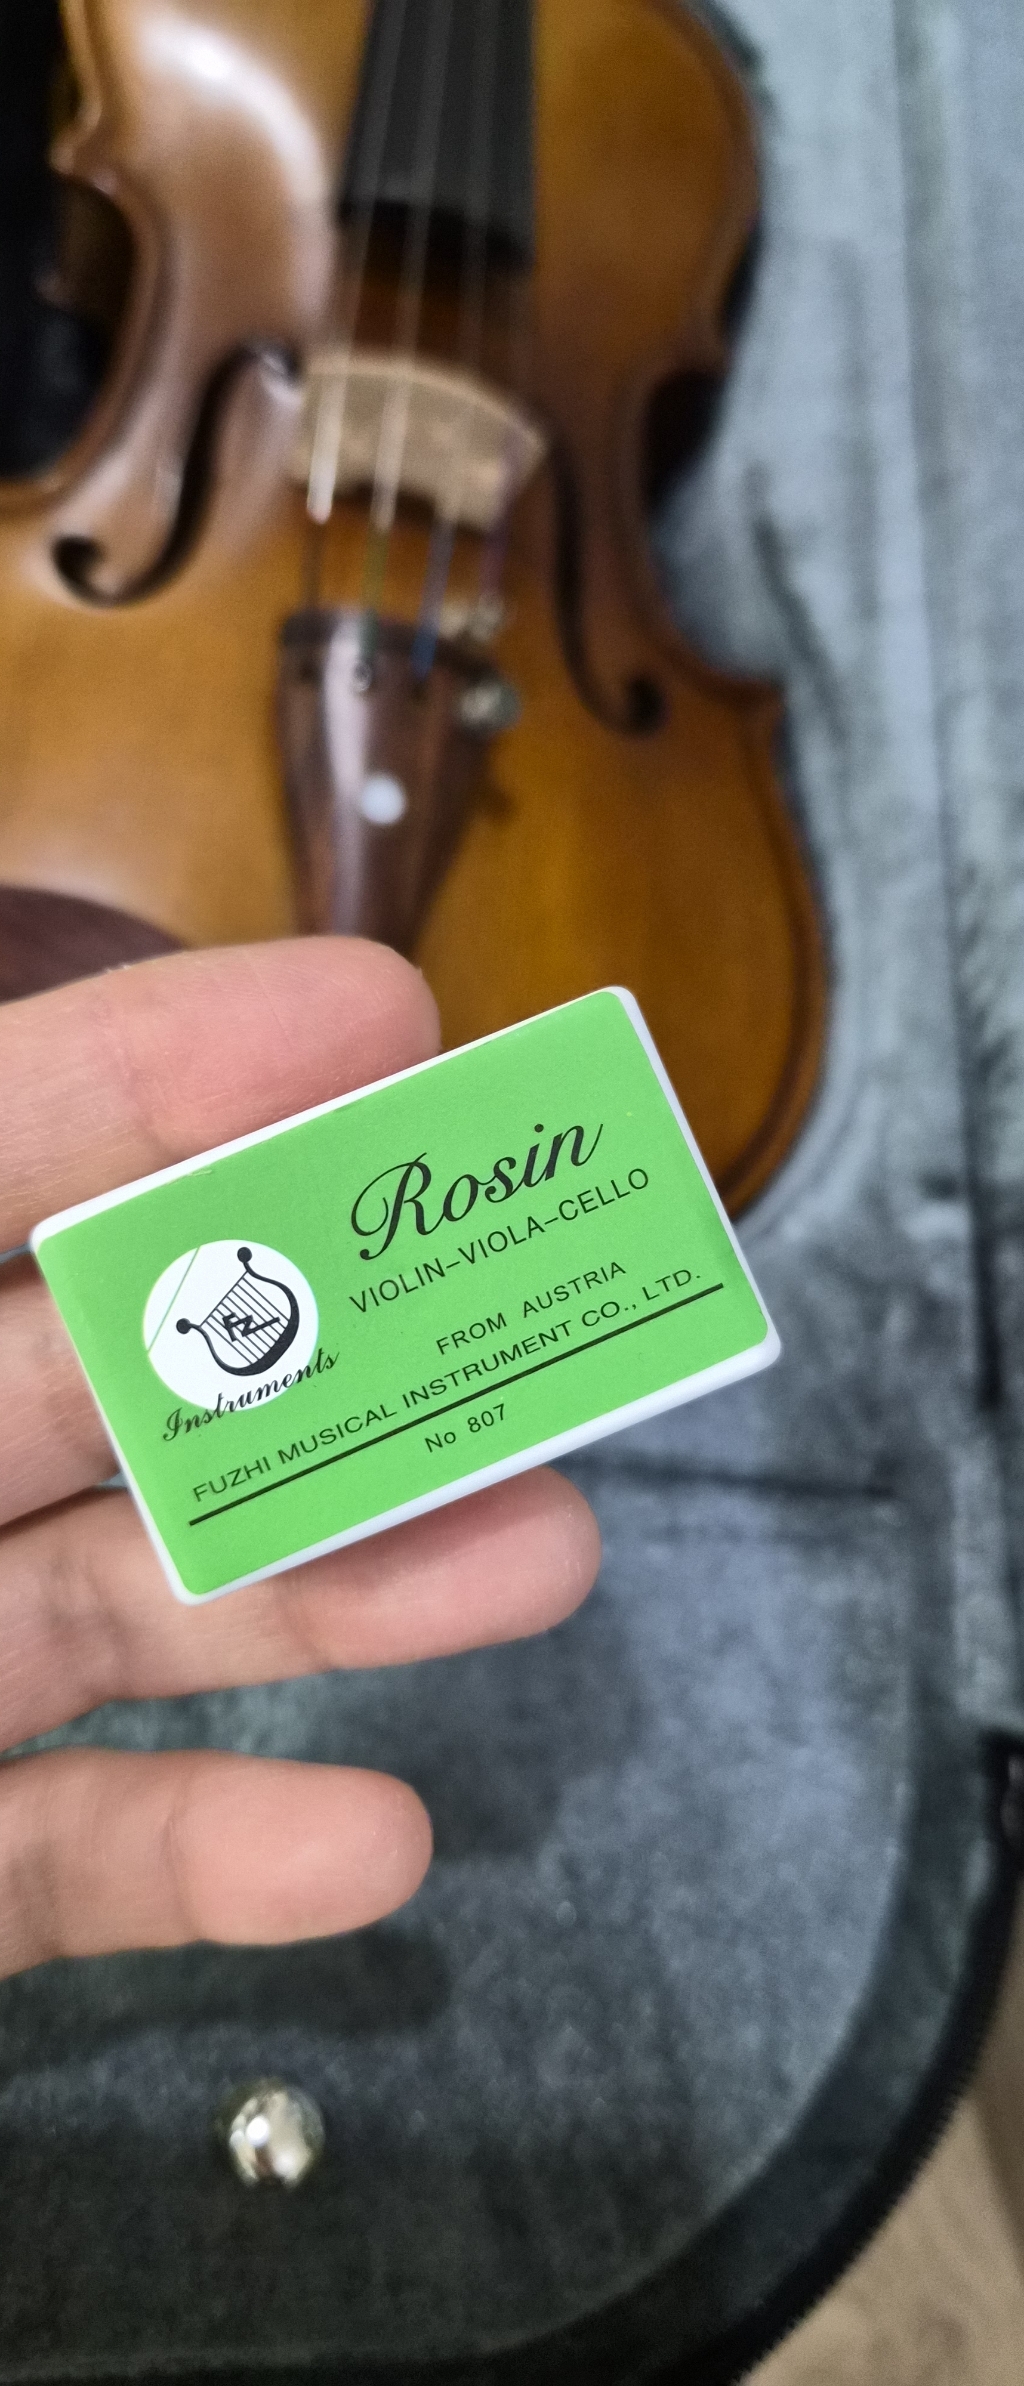 Rosin
VIOLIN-VIOLA-CELLO
FROM AUSTRIA
FZ
Instruments
FUZHI MUSICAL INSTRUMENT CO., LTD.
No 807